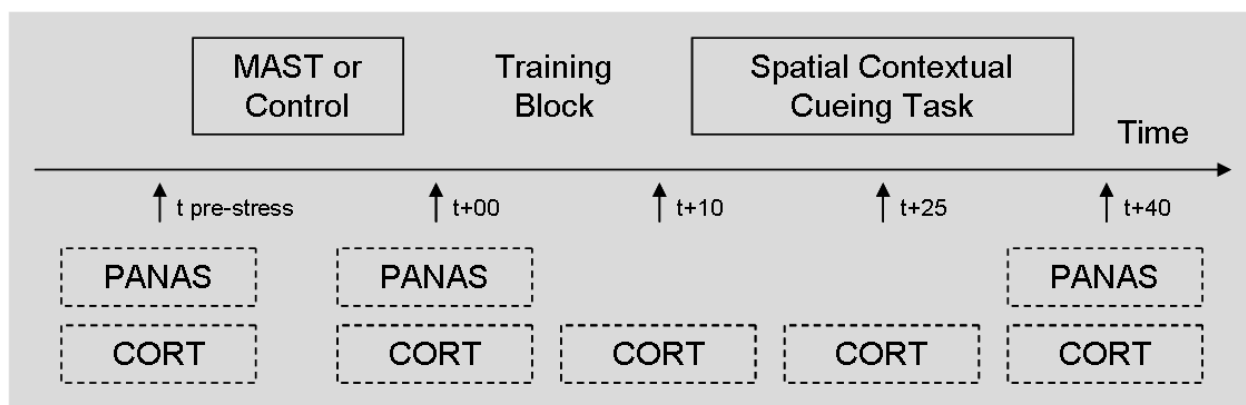 MAST or
Control
Training
Block
Spatial Contextual
Cueing Task
Time
t pre-stress
t+00
t+10
t+25
t+40
PANAS
PANAS
PANAS
CORT
CORT
CORT
CORT
CORT